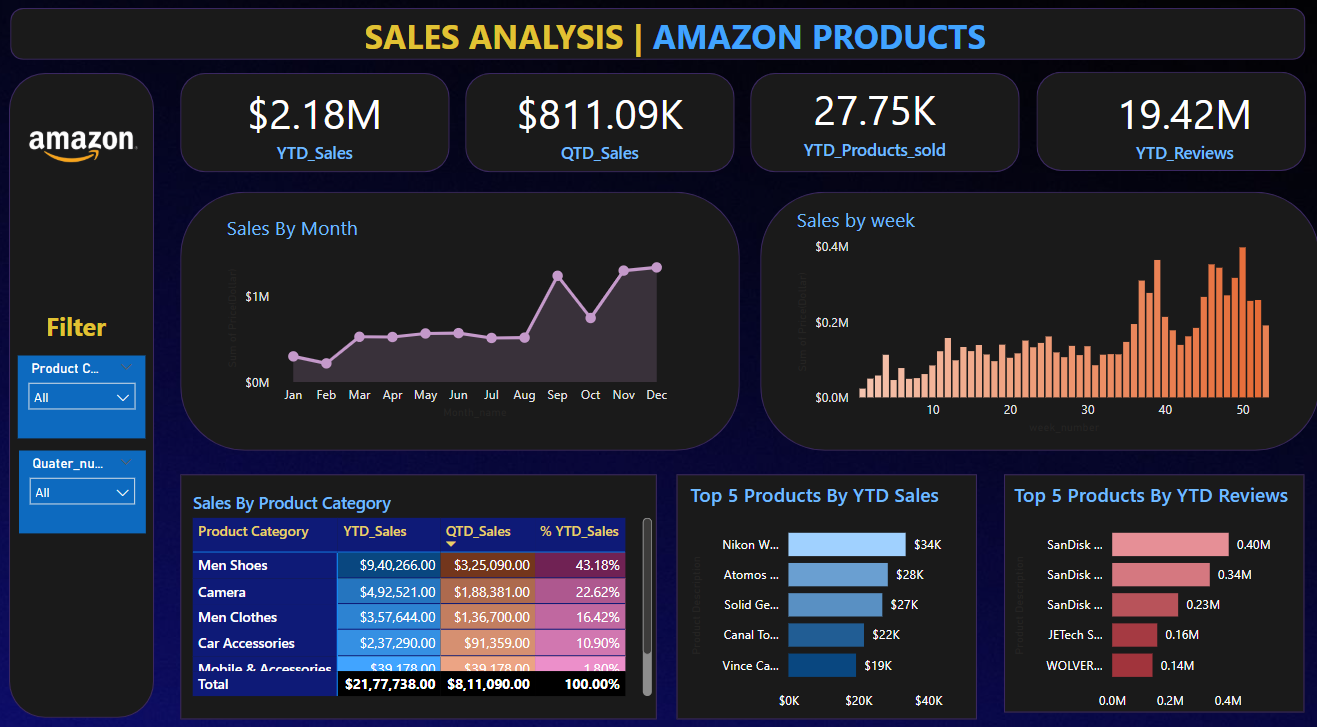 SALES ANALYSIS | AMAZON PRODUCTS
amazon
$2.18M
YTD_Sales
$811.09K
QTD_Sales
27.75K
YTD_Products_sold
19.42M
YTD_Reviews
Filter
Product C...
All
Quater_nu...
All
Sales By Month
$1M
$0M
Jan Feb Mar Apr May Jun Jul Aug Sep Oct Nov Dec
Month_name
Sales by week
$0.4M
$0.2M
$0.0M
10 20 30 40 50
week_number
Sales By Product Category
Product Category YTD_Sales QTD_Sales % YTD_Sales
Men Shoes $9,40,266.00 $3,25,090.00 43.18%
Camera $4,92,521.00 $1,88,381.00 22.62%
Men Clothes $3,57,644.00 $1,36,700.00 16.42%
Car Accessories $2,37,290.00 $91,359.00 10.90%
Mobile & Accessories $39,178.00 $39,178.00 1.80%
Total $21,77,738.00 $8,11,090.00 100.00%
Top 5 Products By YTD Sales
Product Description
Nikon W... $34K
Atomos ... $28K
Solid Ge... $27K
Canal To... $22K
Vince Ca... $19K
$0K $20K $40K
Top 5 Products By YTD Reviews
Product Description
SanDisk ... 0.40M
SanDisk ... 0.34M
SanDisk ... 0.23M
JETech S... 0.16M
WOLVER... 0.14M
0.0M 0.2M 0.4M